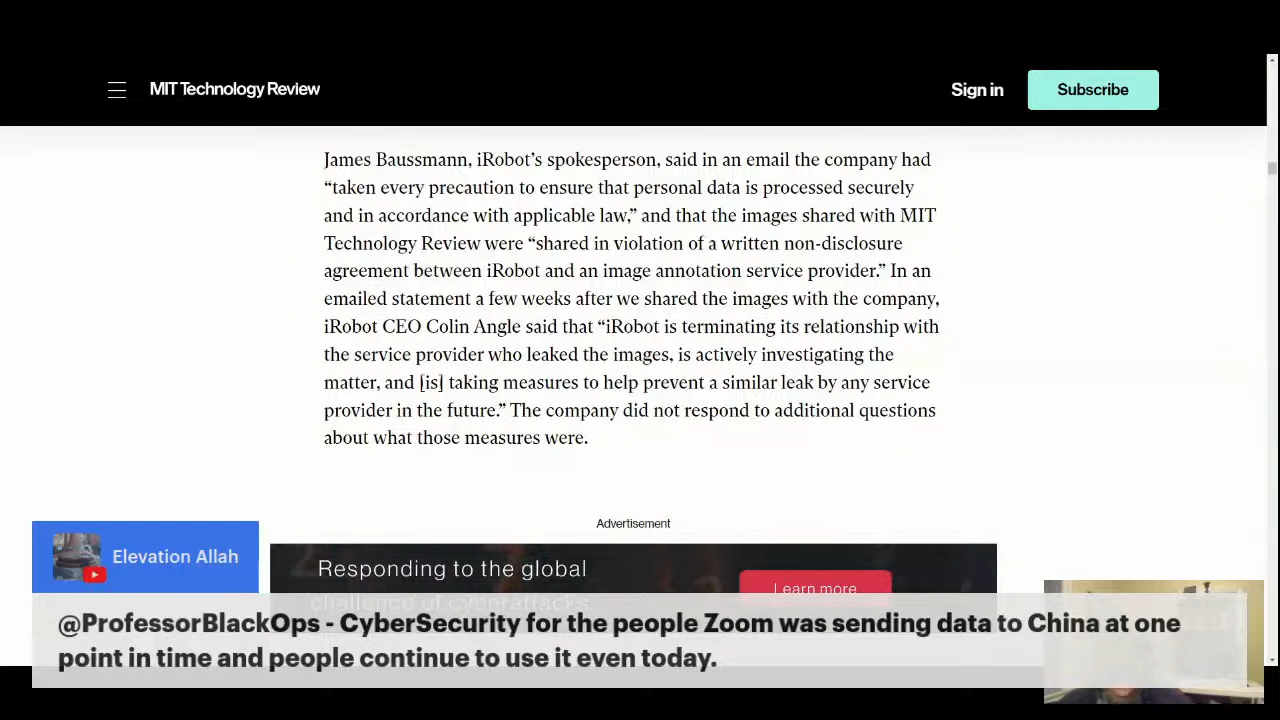 MIT Technology Review
Sign in
Subscribe
James Baussmann, iRobot’s spokesperson, said in an email the company had
“taken every precaution to ensure that personal data is processed securely
and in accordance with applicable law,” and that the images shared with MIT
Technology Review were “shared in violation of a written non-disclosure
agreement between iRobot and an image annotation service provider.” In an
emailed statement a few weeks after we shared the images with the company,
iRobot CEO Colin Angle said that “iRobot is terminating its relationship with
the service provider who leaked the images, is actively investigating the
matter, and [is] taking measures to help prevent a similar leak by any service
provider in the future.” The company did not respond to additional questions
about what those measures were.
Advertisement
Elevation Allah
Responding to the global
challenge of cyberattacks
Learn more
@ProfessorBlackOps - CyberSecurity for the people Zoom was sending data to China at one
point in time and people continue to use it even today.